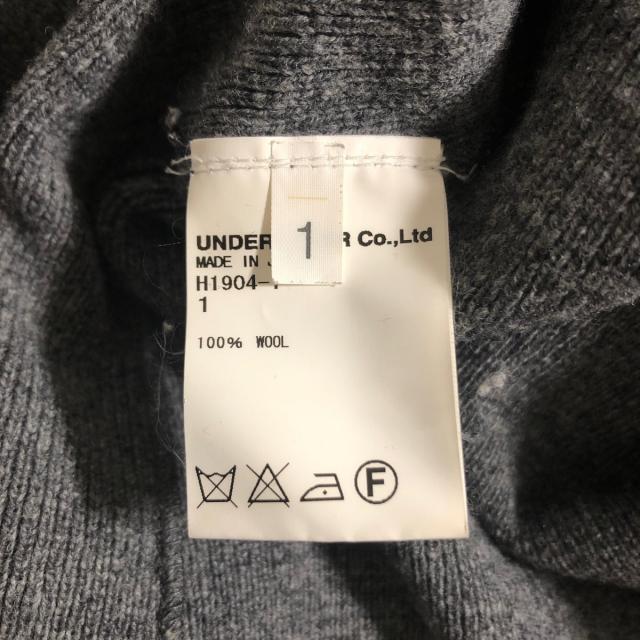 1
UNDER R Co.,Ltd
MADE IN J
H1904-
1
100% WOOL
F